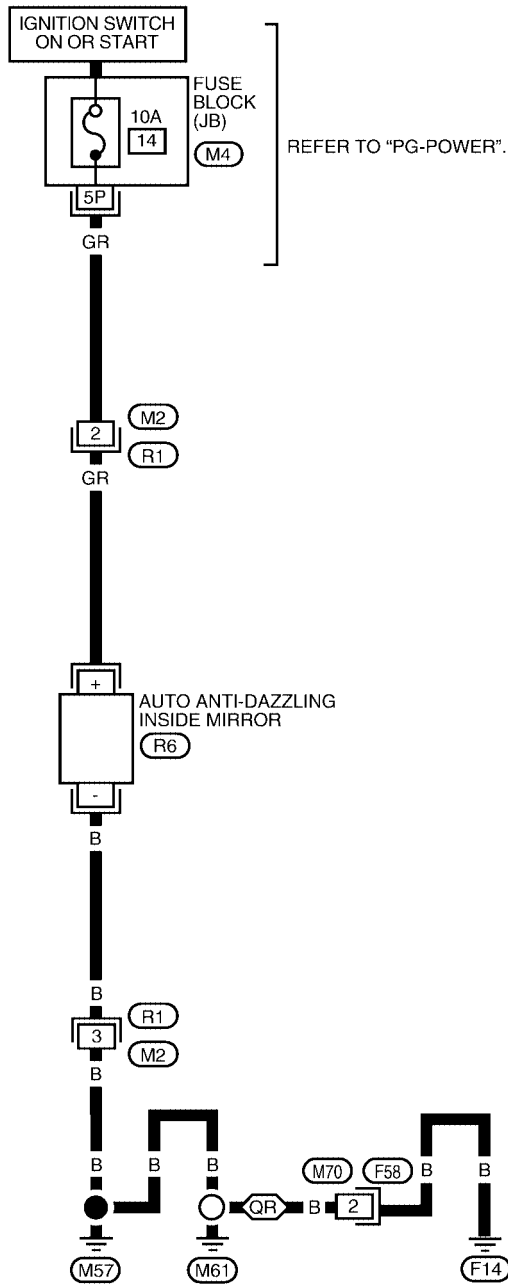 IGNITION SWITCH
ON OR START
FUSE
BLOCK
(JB)
10A
14
M4
REFER TO “PG-POWER”.
5P
GR
2
M2
R1
GR
+
AUTO ANTI-DAZZLING
INSIDE MIRROR
R6
-
B
B
3
R1
M2
B
B
B
B
QR
B
M70
2
F58
B
B
M57
M61
F14